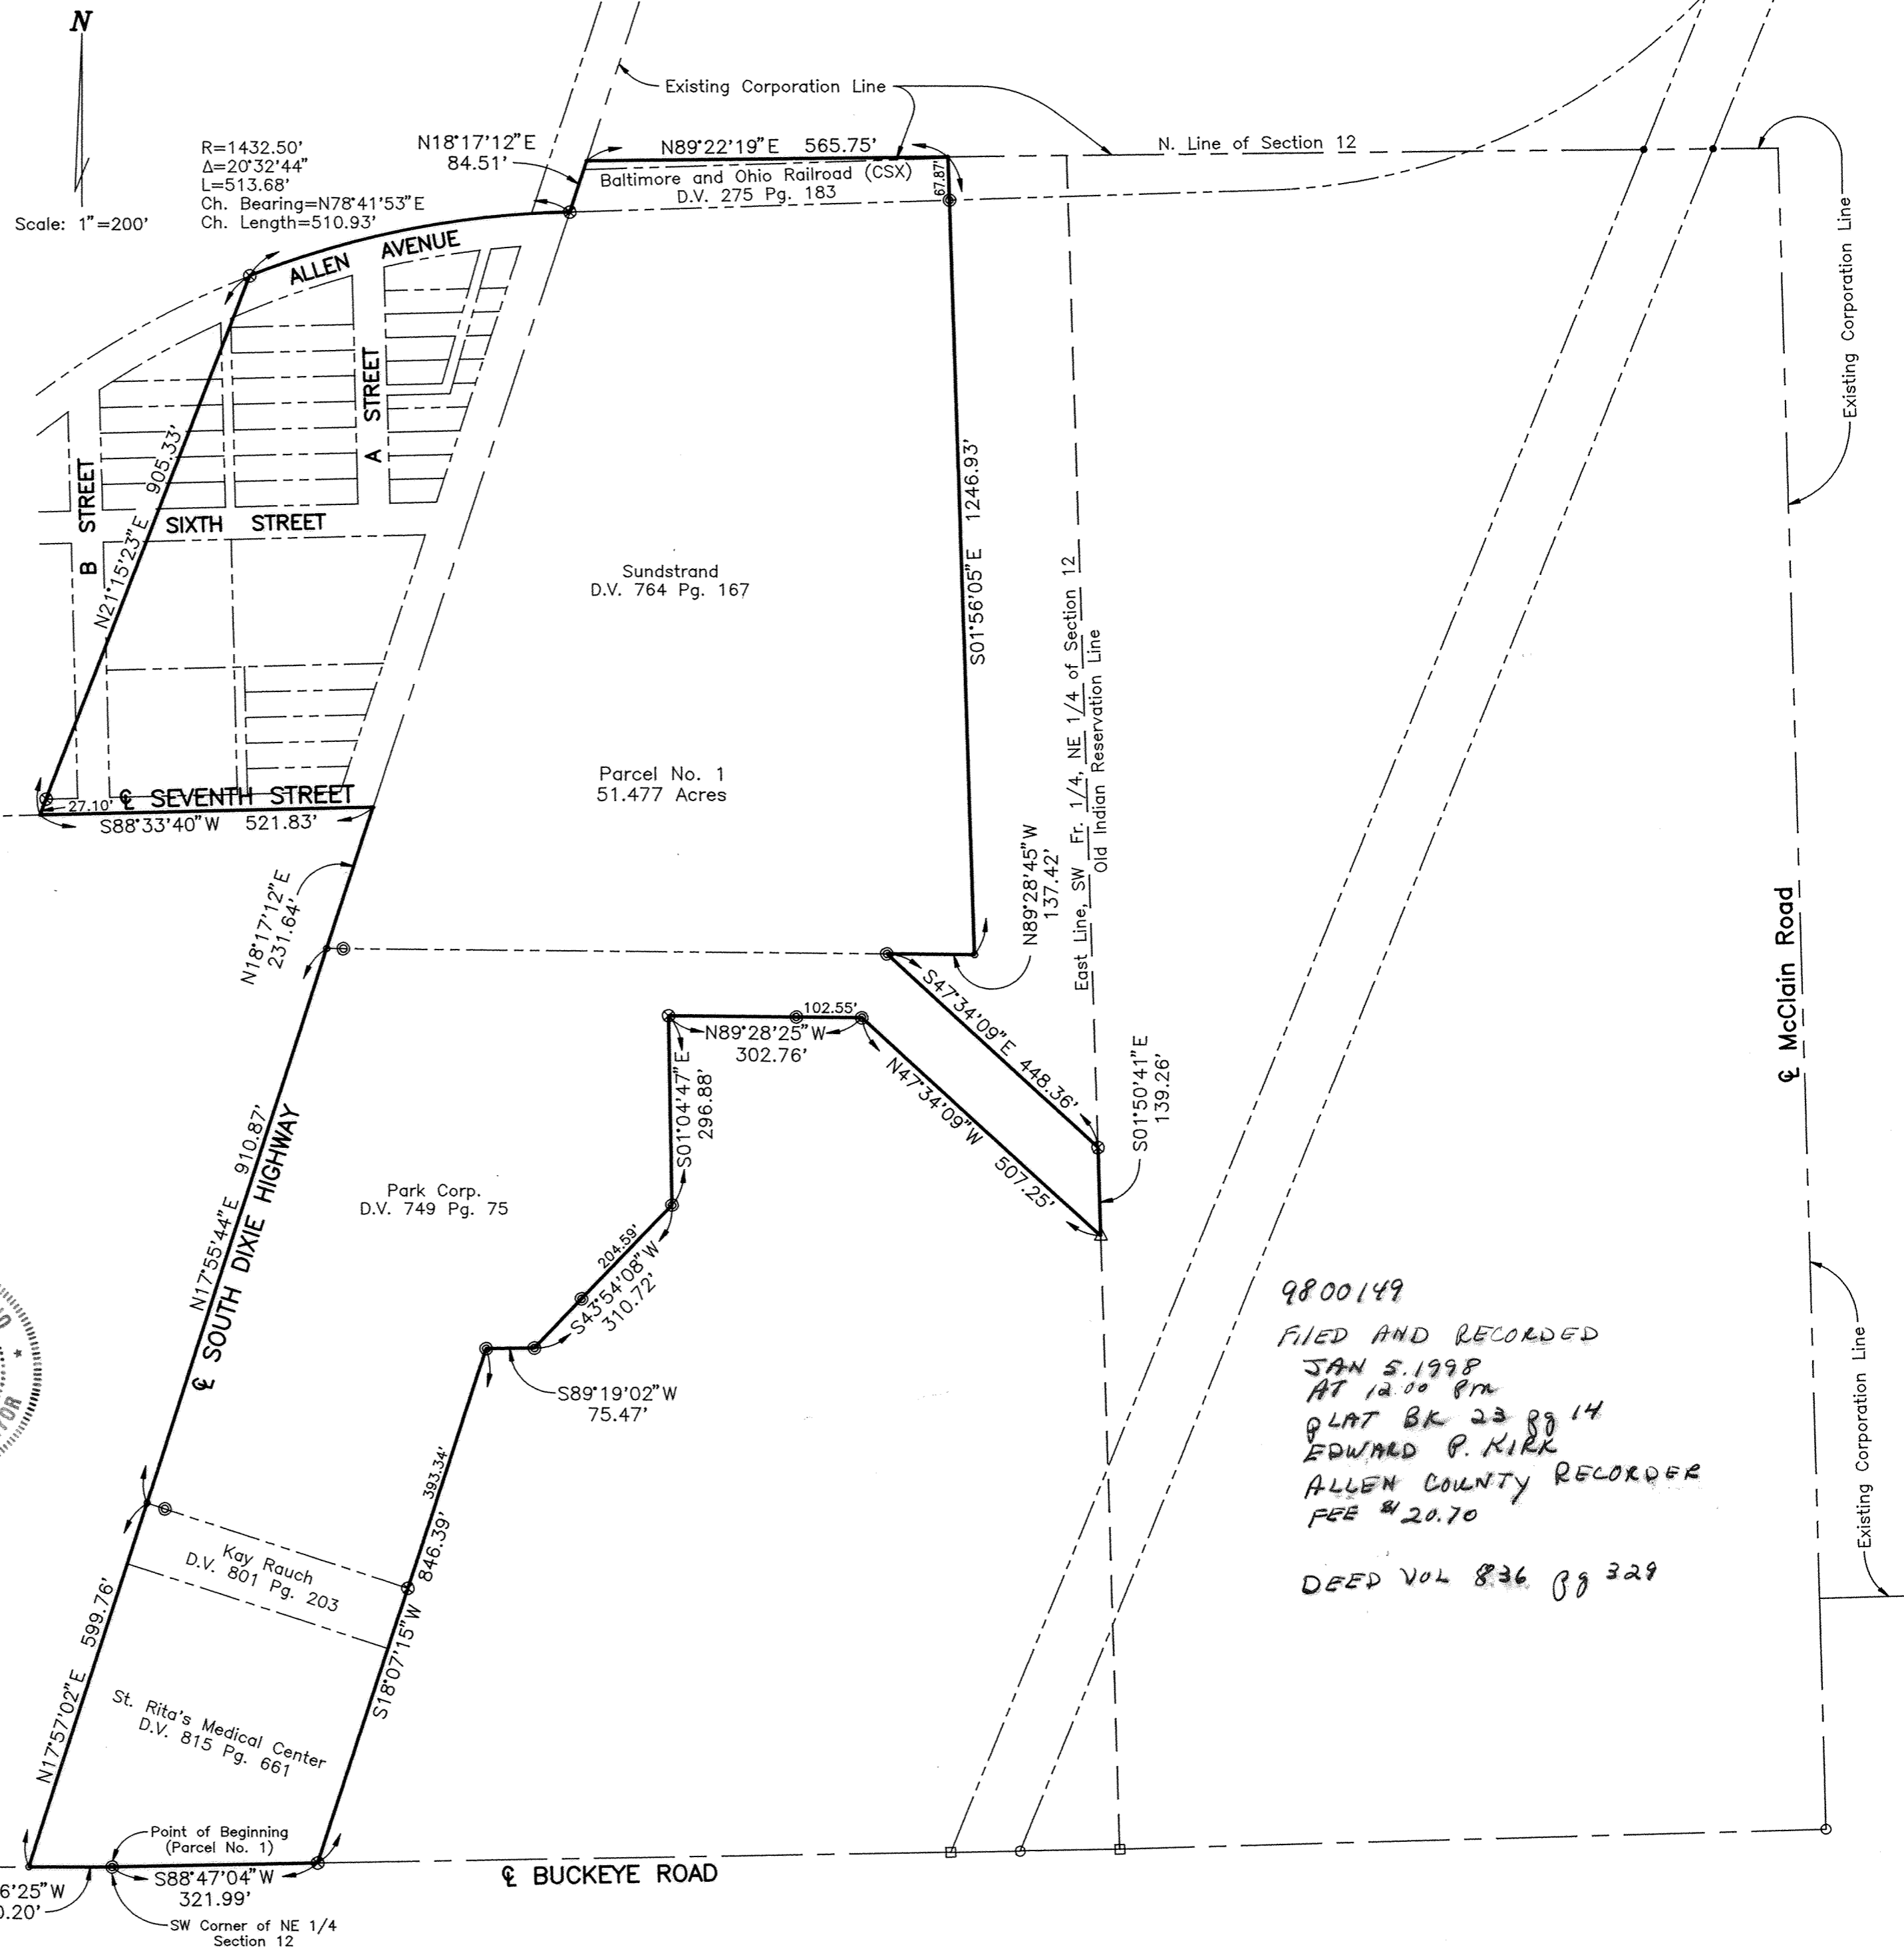 N
Scale: 1"=200'
R=1432.50'
Δ=20°32'44"
L=513.68'
Ch. Bearing=N78°41'53"E
Ch. Length=510.93'
N18°17'12"E
84.51'
Existing Corporation Line
N89°22'19"E 565.75'
Baltimore and Ohio Railroad (CSX)
D.V. 275 Pg. 183
67.87'
N. Line of Section 12
Existing Corporation Line
ALLEN AVENUE
A STREET
B STREET
SIXTH STREET
N21°15'23"E 905.33'
27.10'
℄ SEVENTH STREET
S88°33'40"W 521.83'
Sundstrand
D.V. 764 Pg. 167
Parcel No. 1
51.477 Acres
S01°56'05"E 1246.93'
East Line, SW Fr. 1/4, NE 1/4 of Section 12
Old Indian Reservation Line
N18°17'12"E
231.64'
N89°28'45"W
137.42'
S47°34'09"E 448.36'
102.55'
N89°28'25"W
302.76'
N47°34'09"W 507.25'
S01°50'41"E
139.26'
S01°04'47"E
296.88'
℄ McClain Road
N17°55'44"E 910.87'
℄ SOUTH DIXIE HIGHWAY
Park Corp.
D.V. 749 Pg. 75
204.59'
S43°54'08"W
310.72'
S89°19'02"W
75.47'
393.34'
S18°07'15"W 846.39'
Kay Rauch
D.V. 801 Pg. 203
N17°57'02"E 599.76'
St. Rita's Medical Center
D.V. 815 Pg. 661
9800149
FILED AND RECORDED
JAN 5. 1998
AT 12:00 Pm
PLAT BK 23 pg 14
EDWARD P. KIRK
ALLEN COUNTY RECORDER
FEE $20.70
DEED VOL 836 pg 329
Existing Corporation Line
Point of Beginning
(Parcel No. 1)
S88°47'04"W
321.99'
6'25"W
0.20'
SW Corner of NE 1/4
Section 12
℄ BUCKEYE ROAD